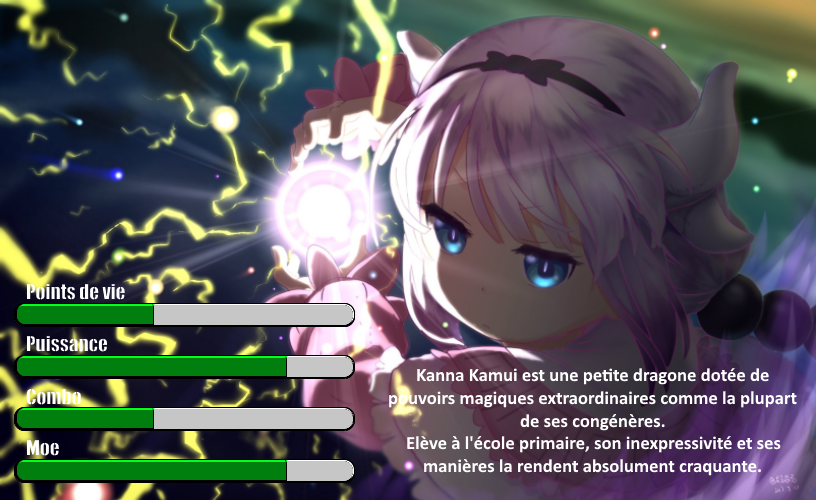 Points de vie
Puissance
Combo
Moe
Kanna Kamui est une petite dragone dotée de
pouvoirs magiques extraordinaires comme la plupart
de ses congénères.
Elève à l'école primaire, son inexpressivité et ses
manières la rendent absolument craquante.